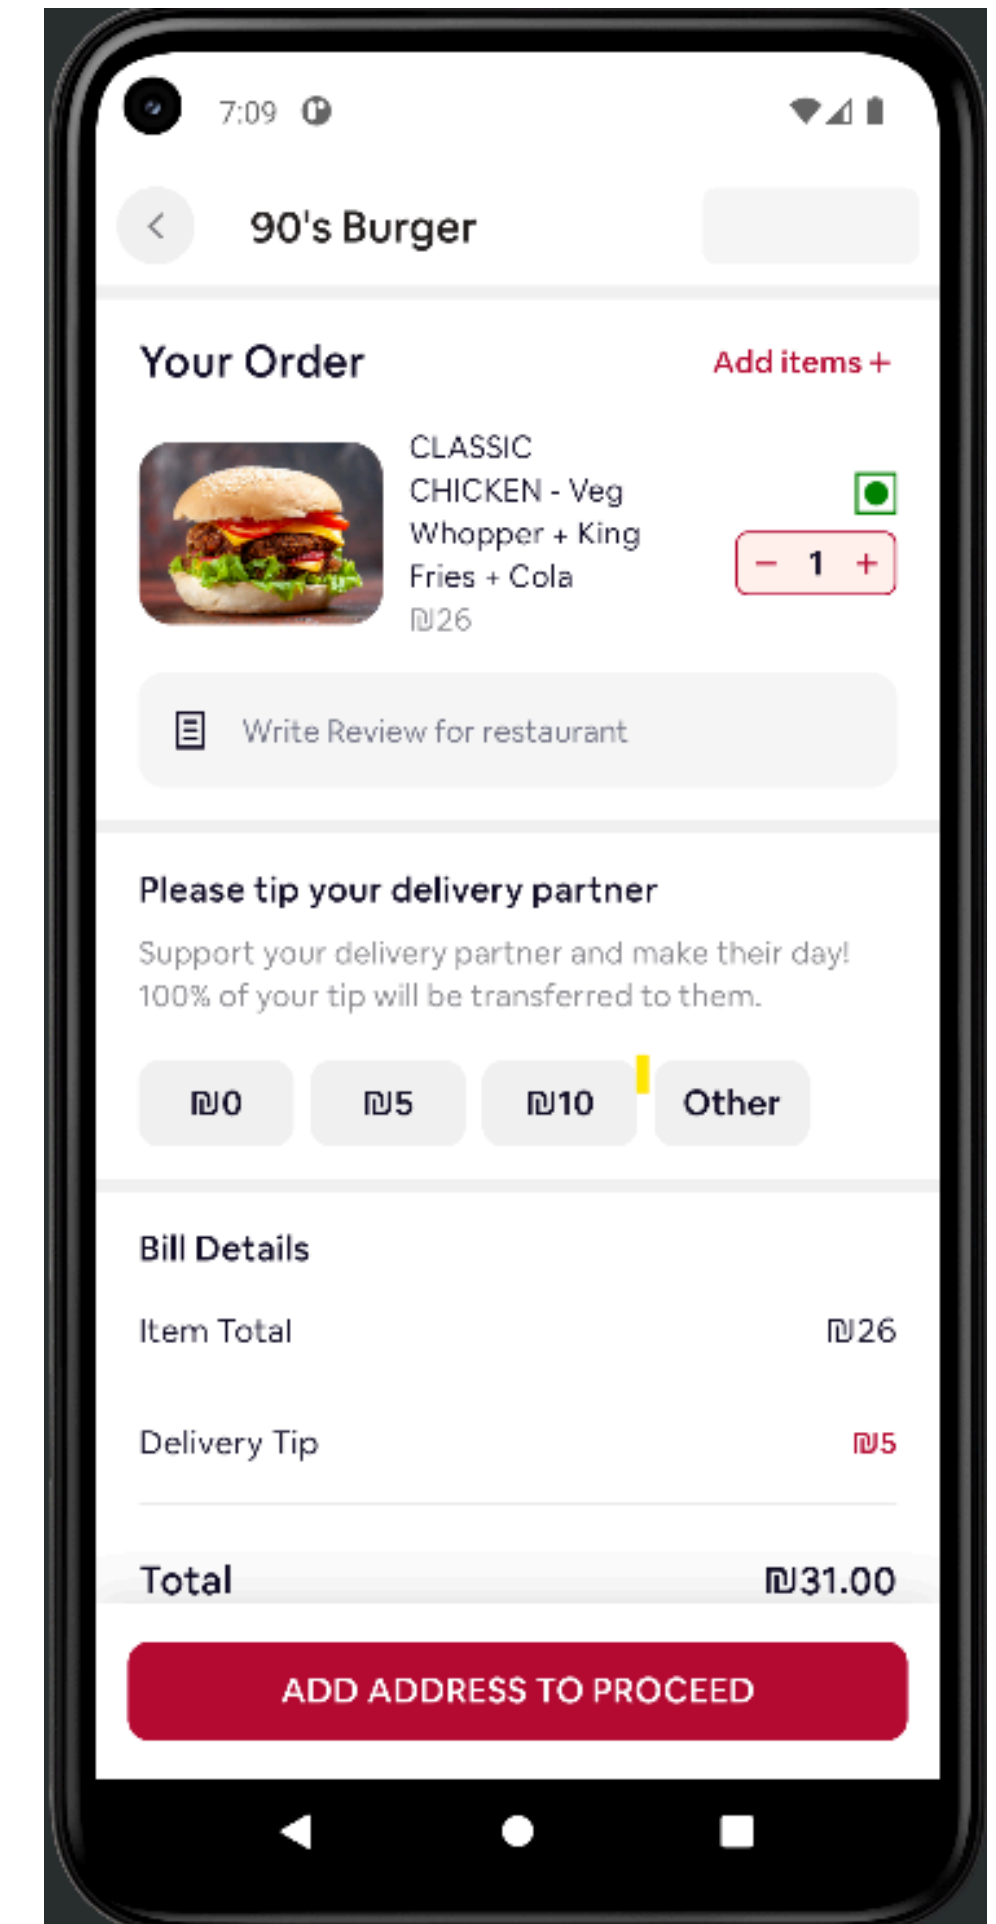 7:09
90's Burger
Your Order
Add items +
CLASSIC
CHICKEN - Veg
Whopper + King
Fries + Cola
₪26
- 1 +
Write Review for restaurant
Please tip your delivery partner
Support your delivery partner and make their day!
100% of your tip will be transferred to them.
₪0 ₪5 ₪10 Other
Bill Details
Item Total ₪26
Delivery Tip ₪5
Total ₪31.00
ADD ADDRESS TO PROCEED